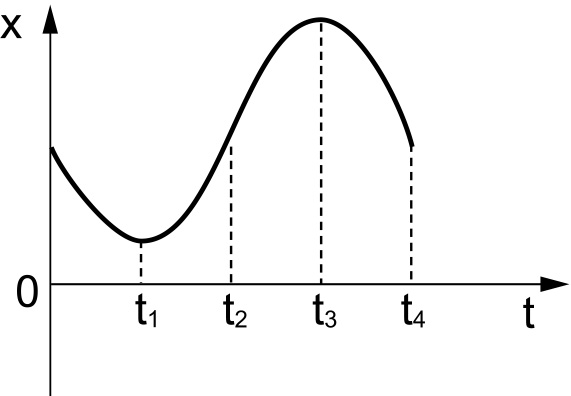 x
0
t₁ t₂ t₃ t₄ t